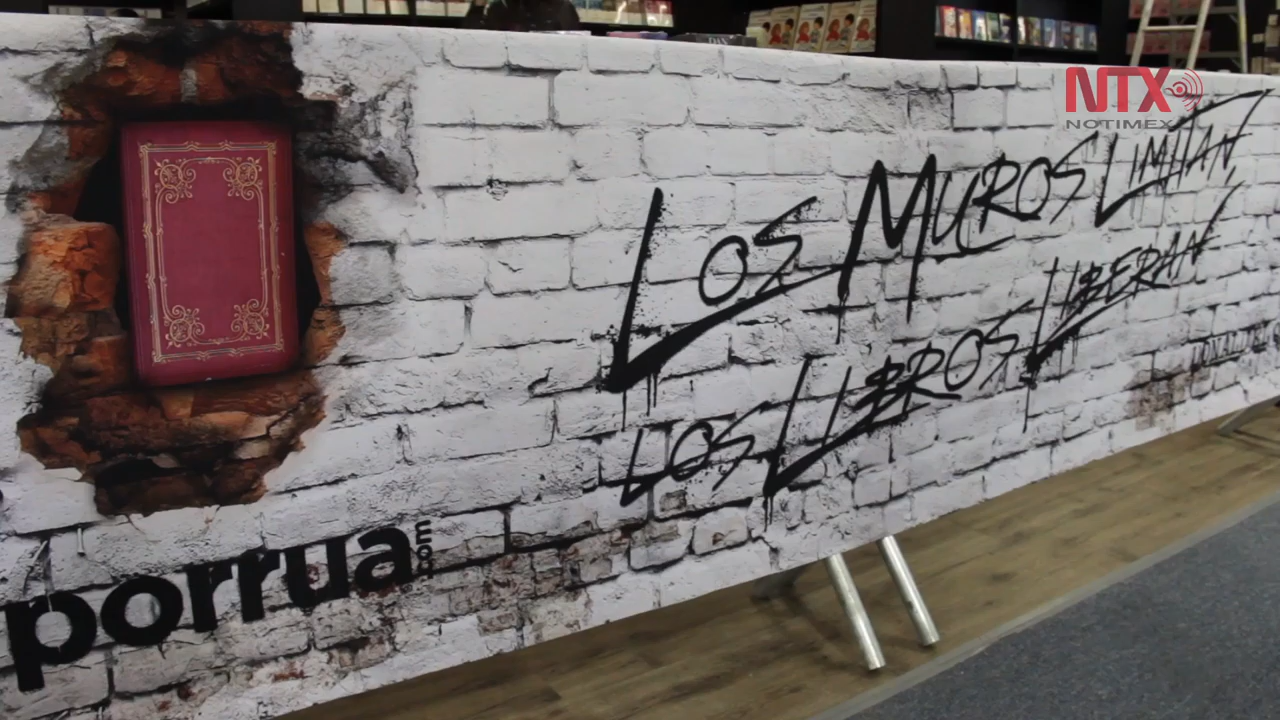 NTX
NOTIMEX
Los Muros Limitan,
Los Libros Liberan
porrua.com